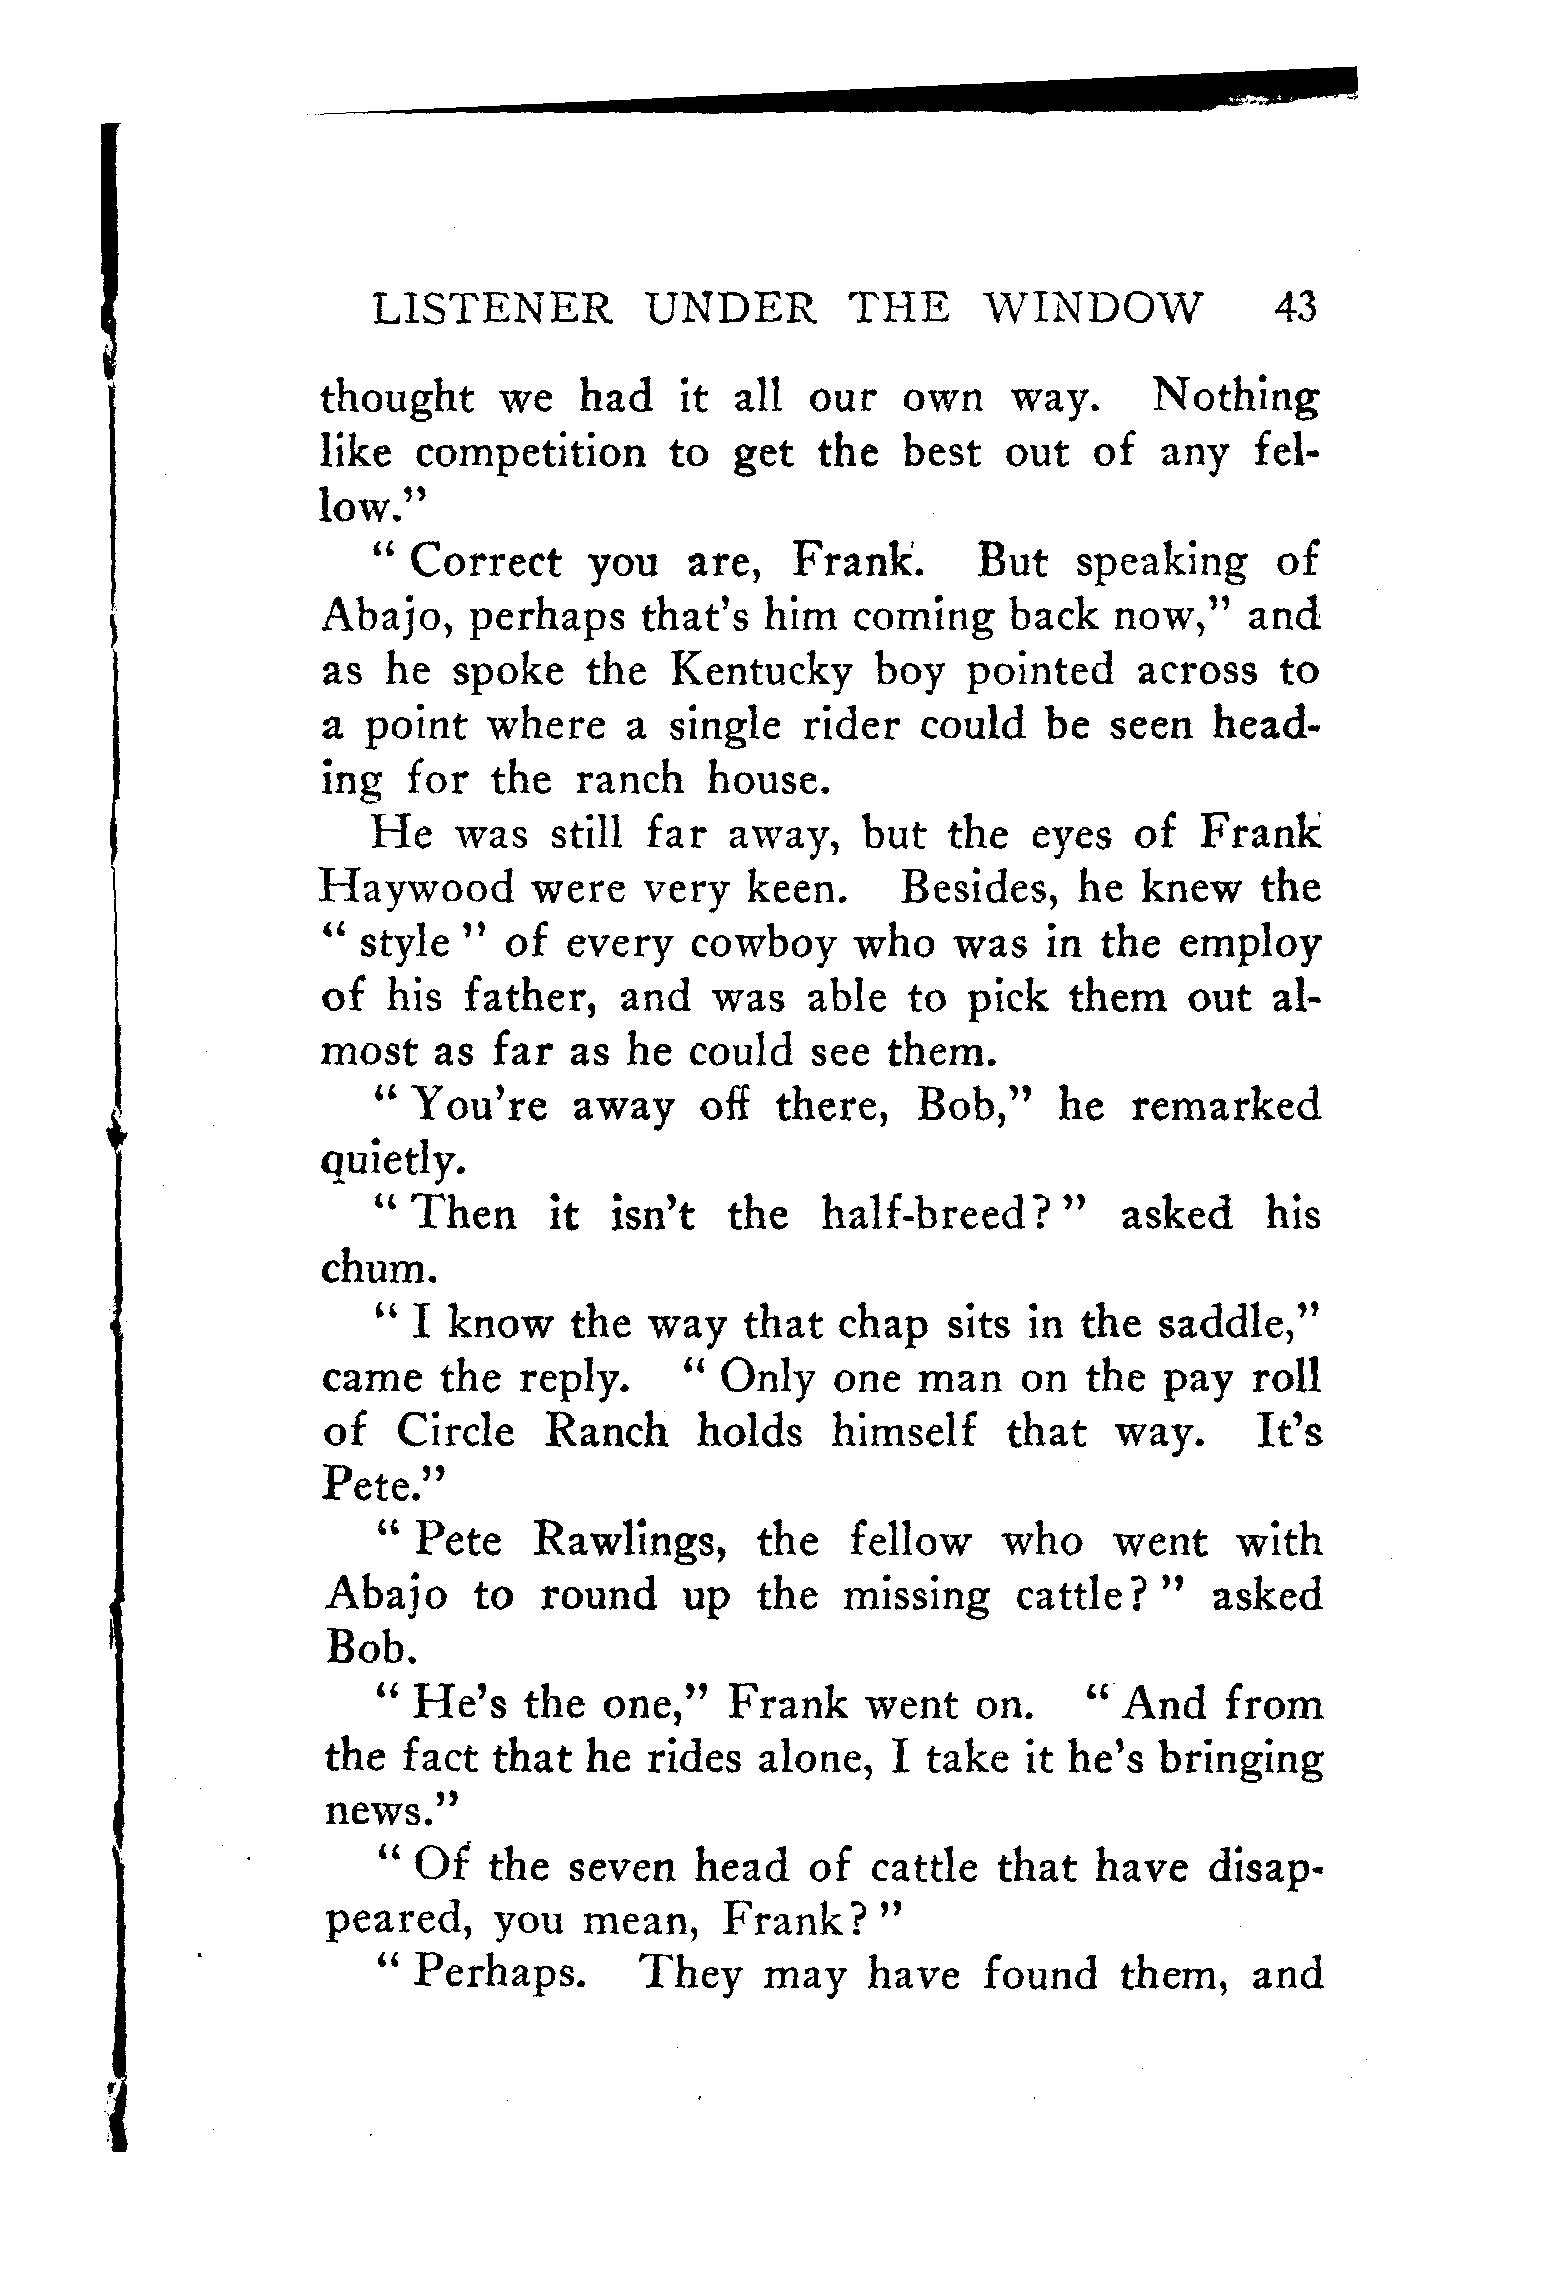 LISTENER UNDER THE WINDOW 43
thought we had it all our own way. Nothing
like competition to get the best out of any fel-
low."
" Correct you are, Frank. But speaking of
Abajo, perhaps that's him coming back now," and
as he spoke the Kentucky boy pointed across to
a point where a single rider could be seen head-
ing for the ranch house.
He was still far away, but the eyes of Frank
Haywood were very keen. Besides, he knew the
" style " of every cowboy who was in the employ
of his father, and was able to pick them out al-
most as far as he could see them.
" You're away off there, Bob," he remarked
quietly.
" Then it isn't the half-breed? " asked his
chum.
" I know the way that chap sits in the saddle,"
came the reply. " Only one man on the pay roll
of Circle Ranch holds himself that way. It's
Pete."
" Pete Rawlings, the fellow who went with
Abajo to round up the missing cattle? " asked
Bob.
" He's the one," Frank went on. " And from
the fact that he rides alone, I take it he's bringing
news."
" Of the seven head of cattle that have disap-
peared, you mean, Frank? "
" Perhaps. They may have found them, and